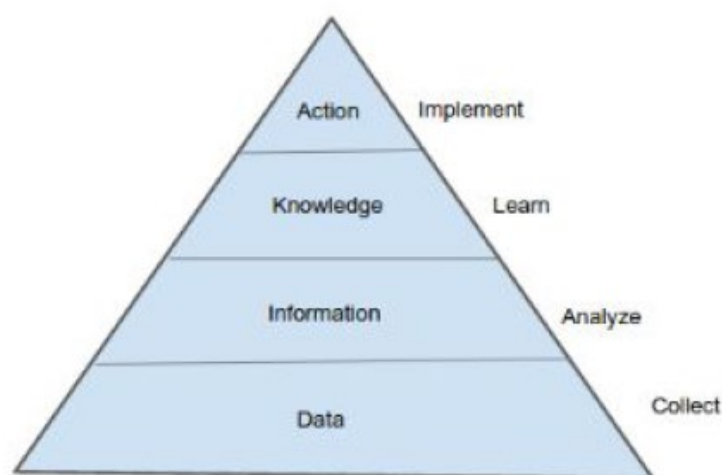 Action Implement
Knowledge Learn
Information Analyze
Data Collect